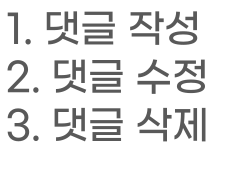 1. 댓글 작성
2. 댓글 수정
3. 댓글 삭제